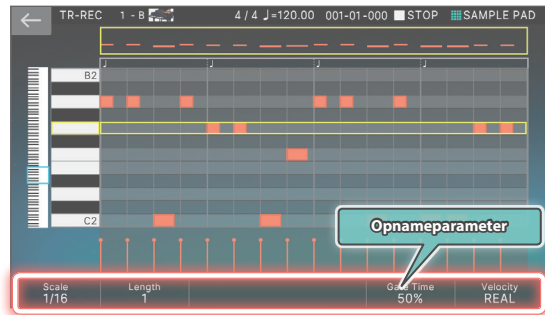 TR-REC 1 - B 4 / 4 ♩=120.00 001-01-000 STOP SAMPLE PAD
B2
C2
Opnameparameter
Scale Length Gate Time Velocity
1/16 1 50% REAL